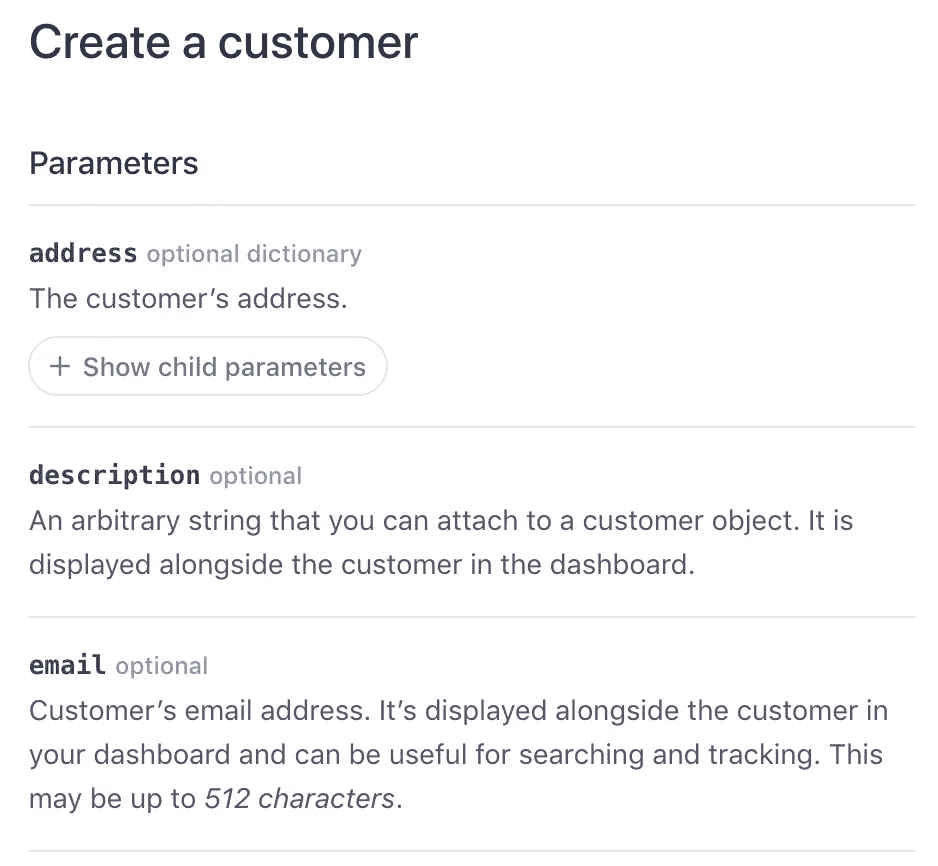 Create a customer
Parameters
address optional dictionary
The customer’s address.
+ Show child parameters
description optional
An arbitrary string that you can attach to a customer object. It is
displayed alongside the customer in the dashboard.
email optional
Customer’s email address. It’s displayed alongside the customer in
your dashboard and can be useful for searching and tracking. This
may be up to 512 characters.